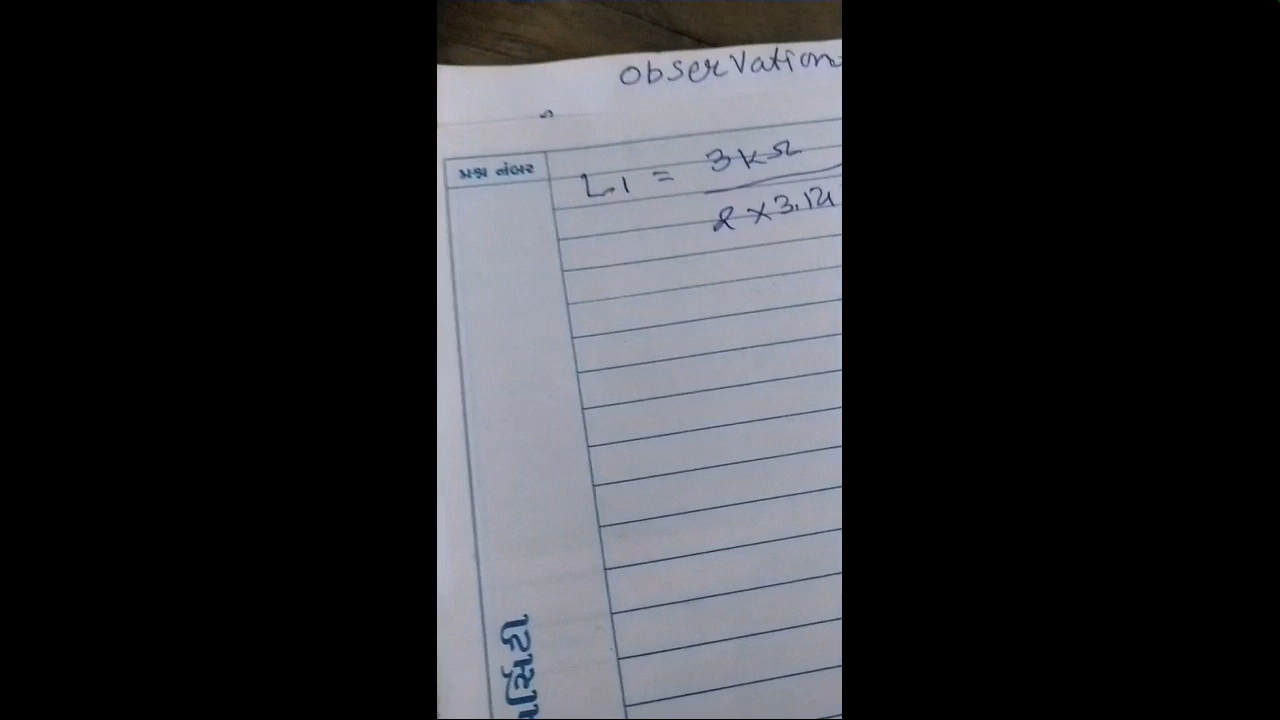 observation
પ્રશ્ન નંબર
L1 = 3KΩ
2 × 3.14
ર્સિટી